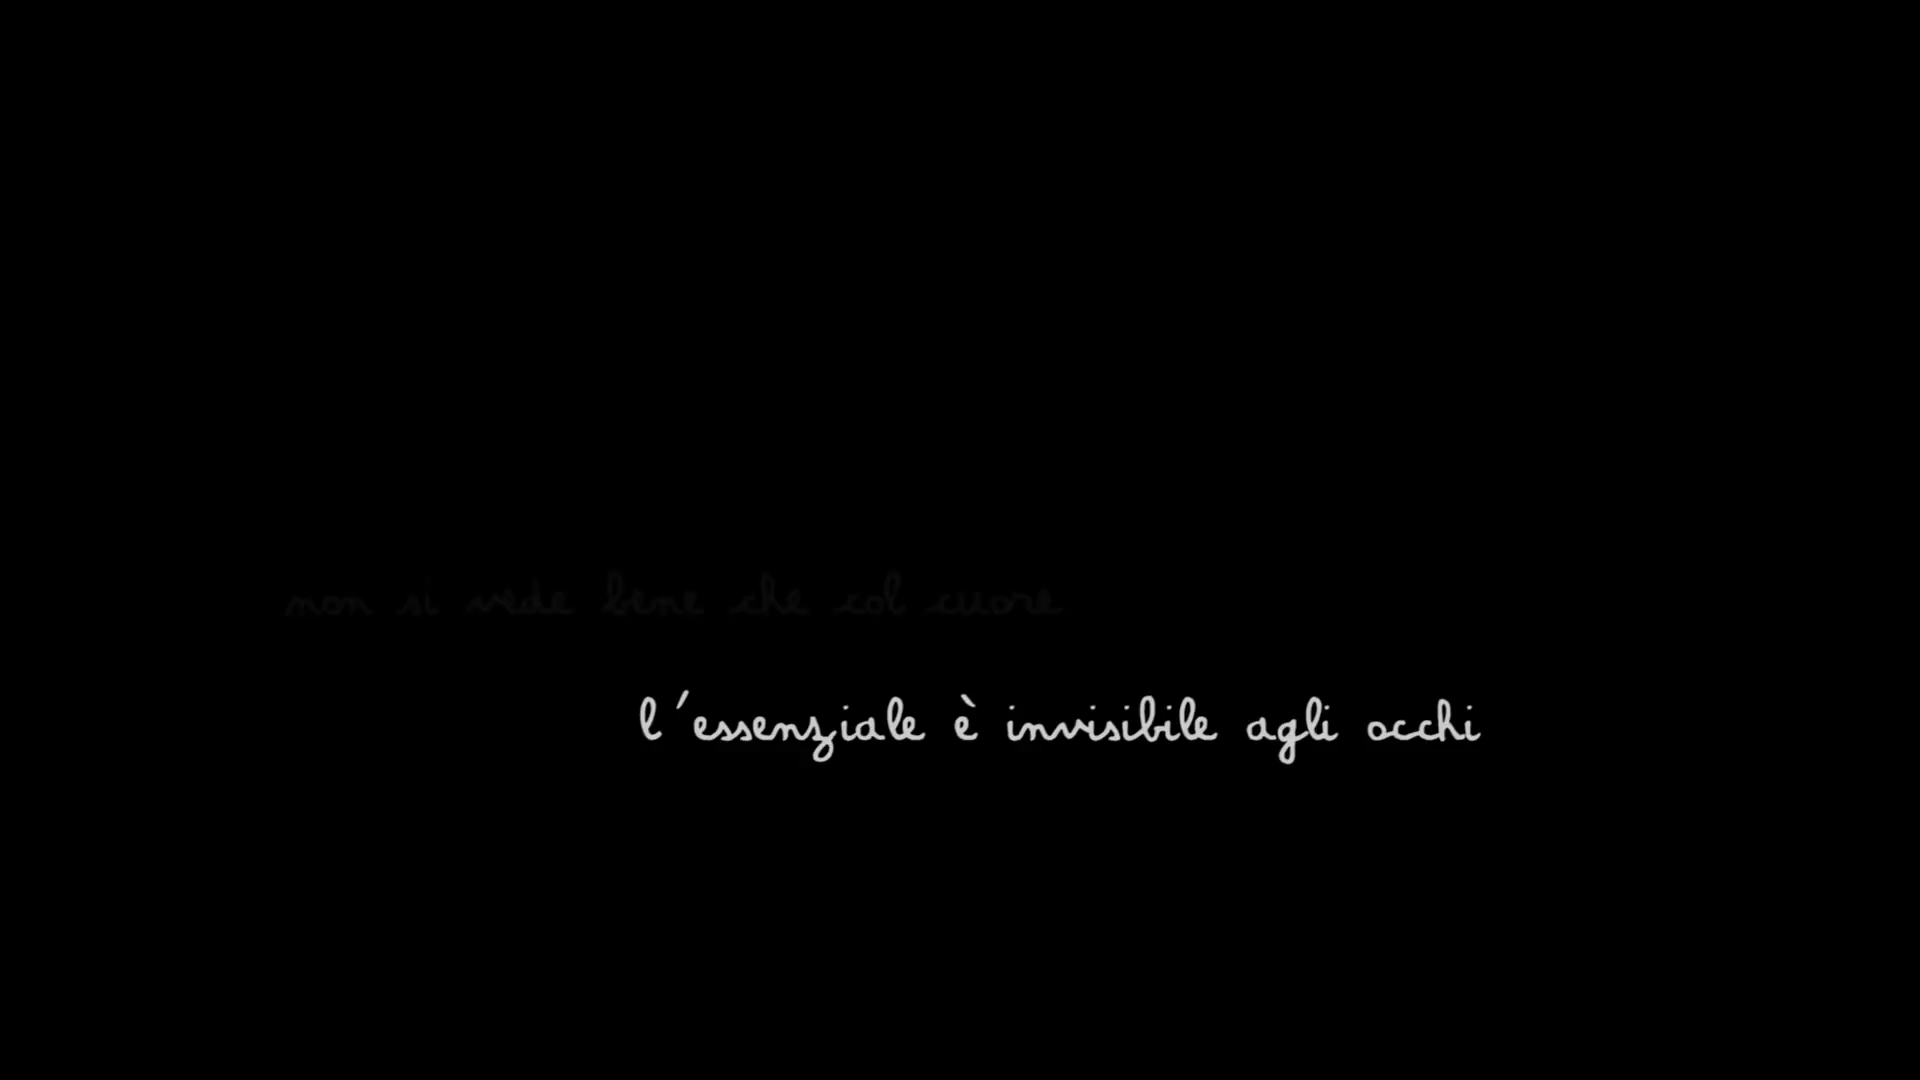 non si vede bene che col cuore
l'essenziale è invisibile agli occhi